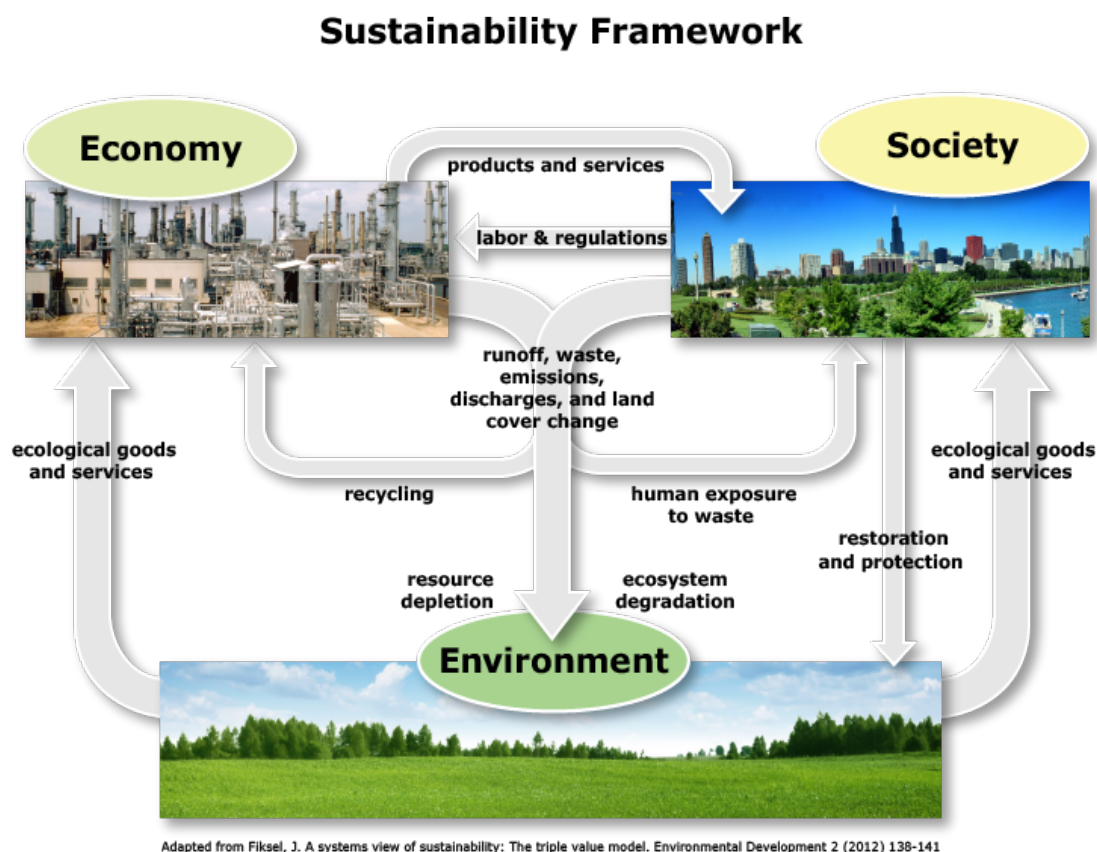 Sustainability Framework
Economy
Society
products and services
labor & regulations
runoff, waste,
emissions,
discharges, and land
cover change
ecological goods
and services
ecological goods
and services
recycling
human exposure
to waste
restoration
and protection
resource
depletion
ecosystem
degradation
Environment
Adapted from Fiksel, J. A systems view of sustainability: The triple value model. Environmental Development 2 (2012) 138-141